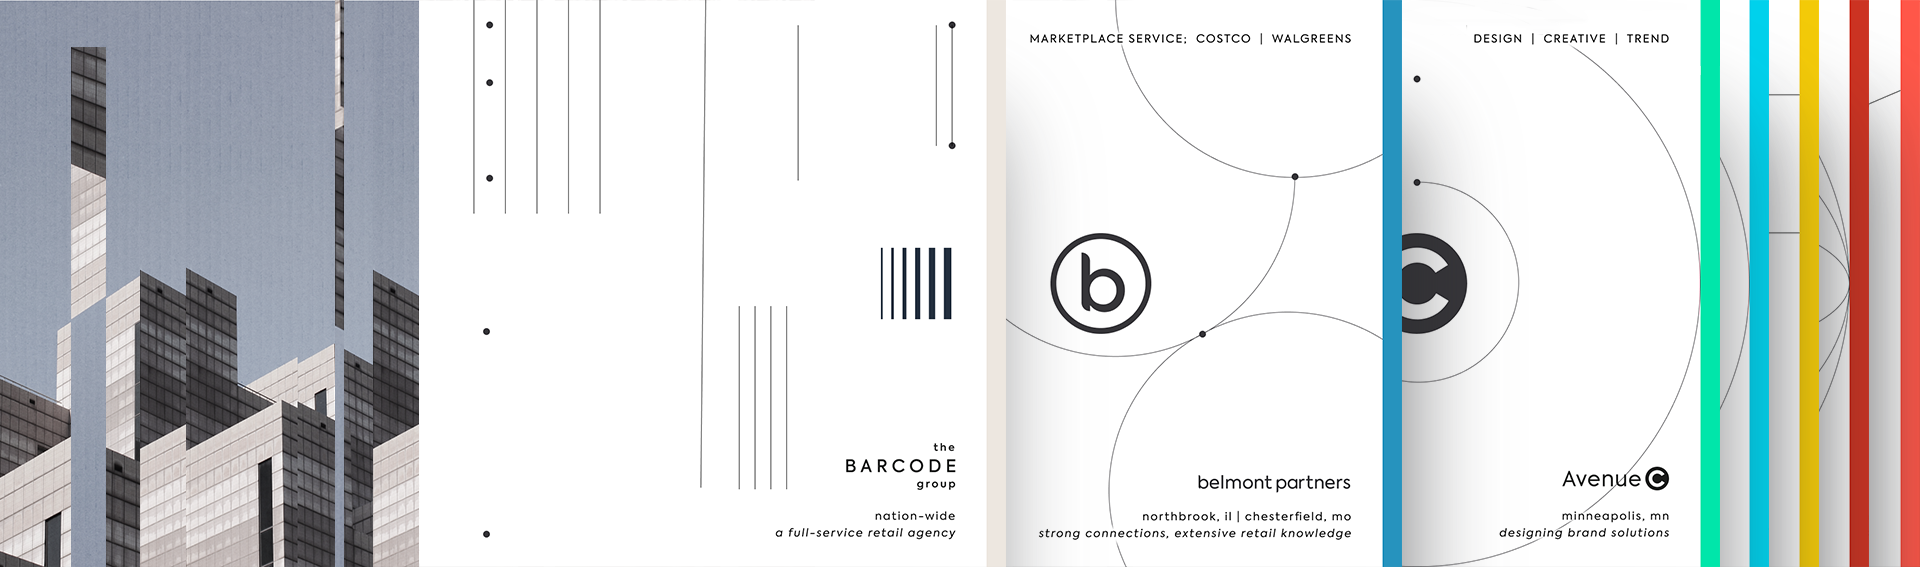 the
BARCODE
group
nation-wide
a full-service retail agency
MARKETPLACE SERVICE; COSTCO | WALGREENS
b
belmont partners
northbrook, il | chesterfield, mo
strong connections, extensive retail knowledge
DESIGN | CREATIVE | TREND
C
Avenue C
minneapolis, mn
designing brand solutions